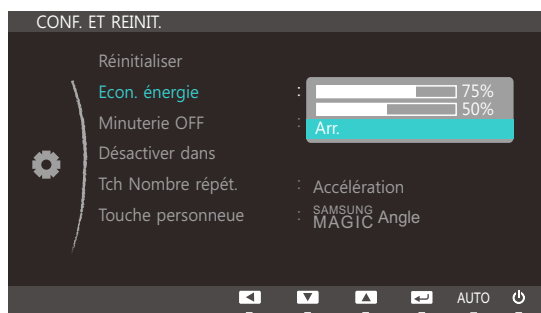 CONF. ET REINIT.
Réinitialiser
Econ. énergie : 75%
50%
Minuterie OFF : Arr.
Désactiver dans
Tch Nombre répét. : Accélération
Touche personneue : SAMSUNG MAGIC Angle
AUTO